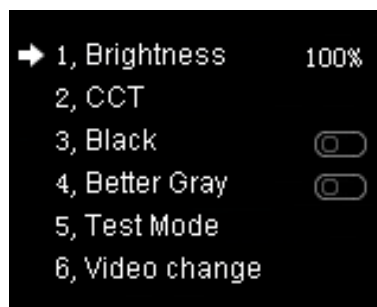 1, Brightness 100%
2, CCT
3, Black
4, Better Gray
5, Test Mode
6, Video change